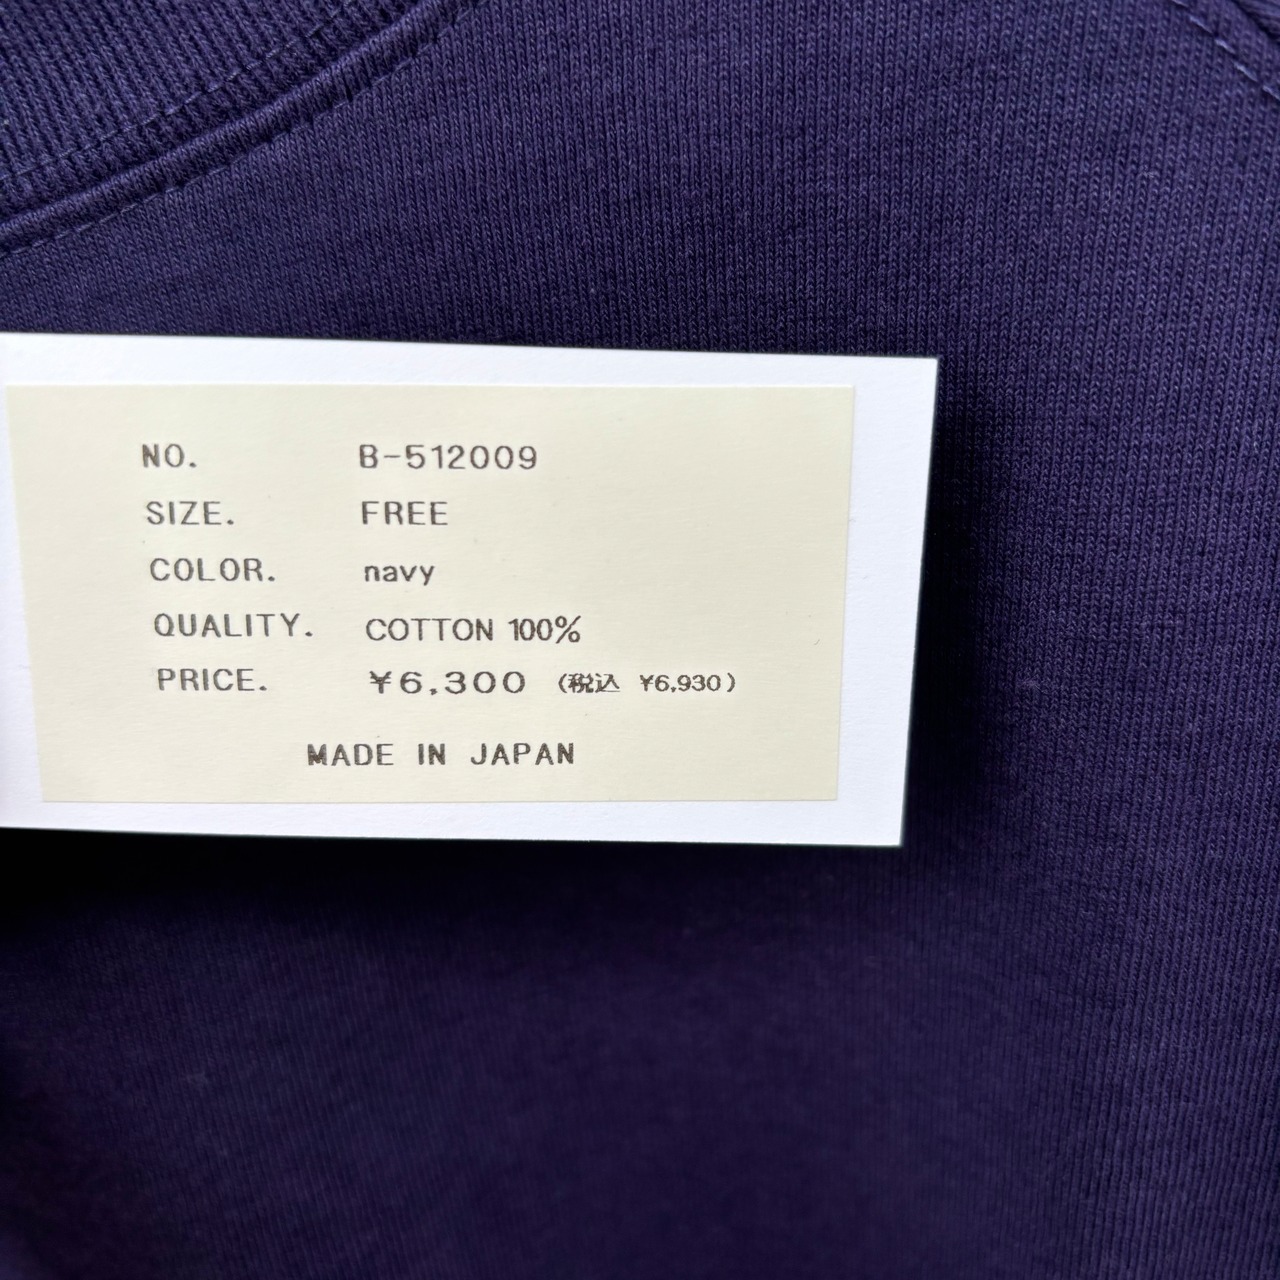 NO. B-512009
SIZE. FREE
COLOR. navy
QUALITY. COTTON 100%
PRICE. ¥6,300 (税込 ¥6,930)
MADE IN JAPAN